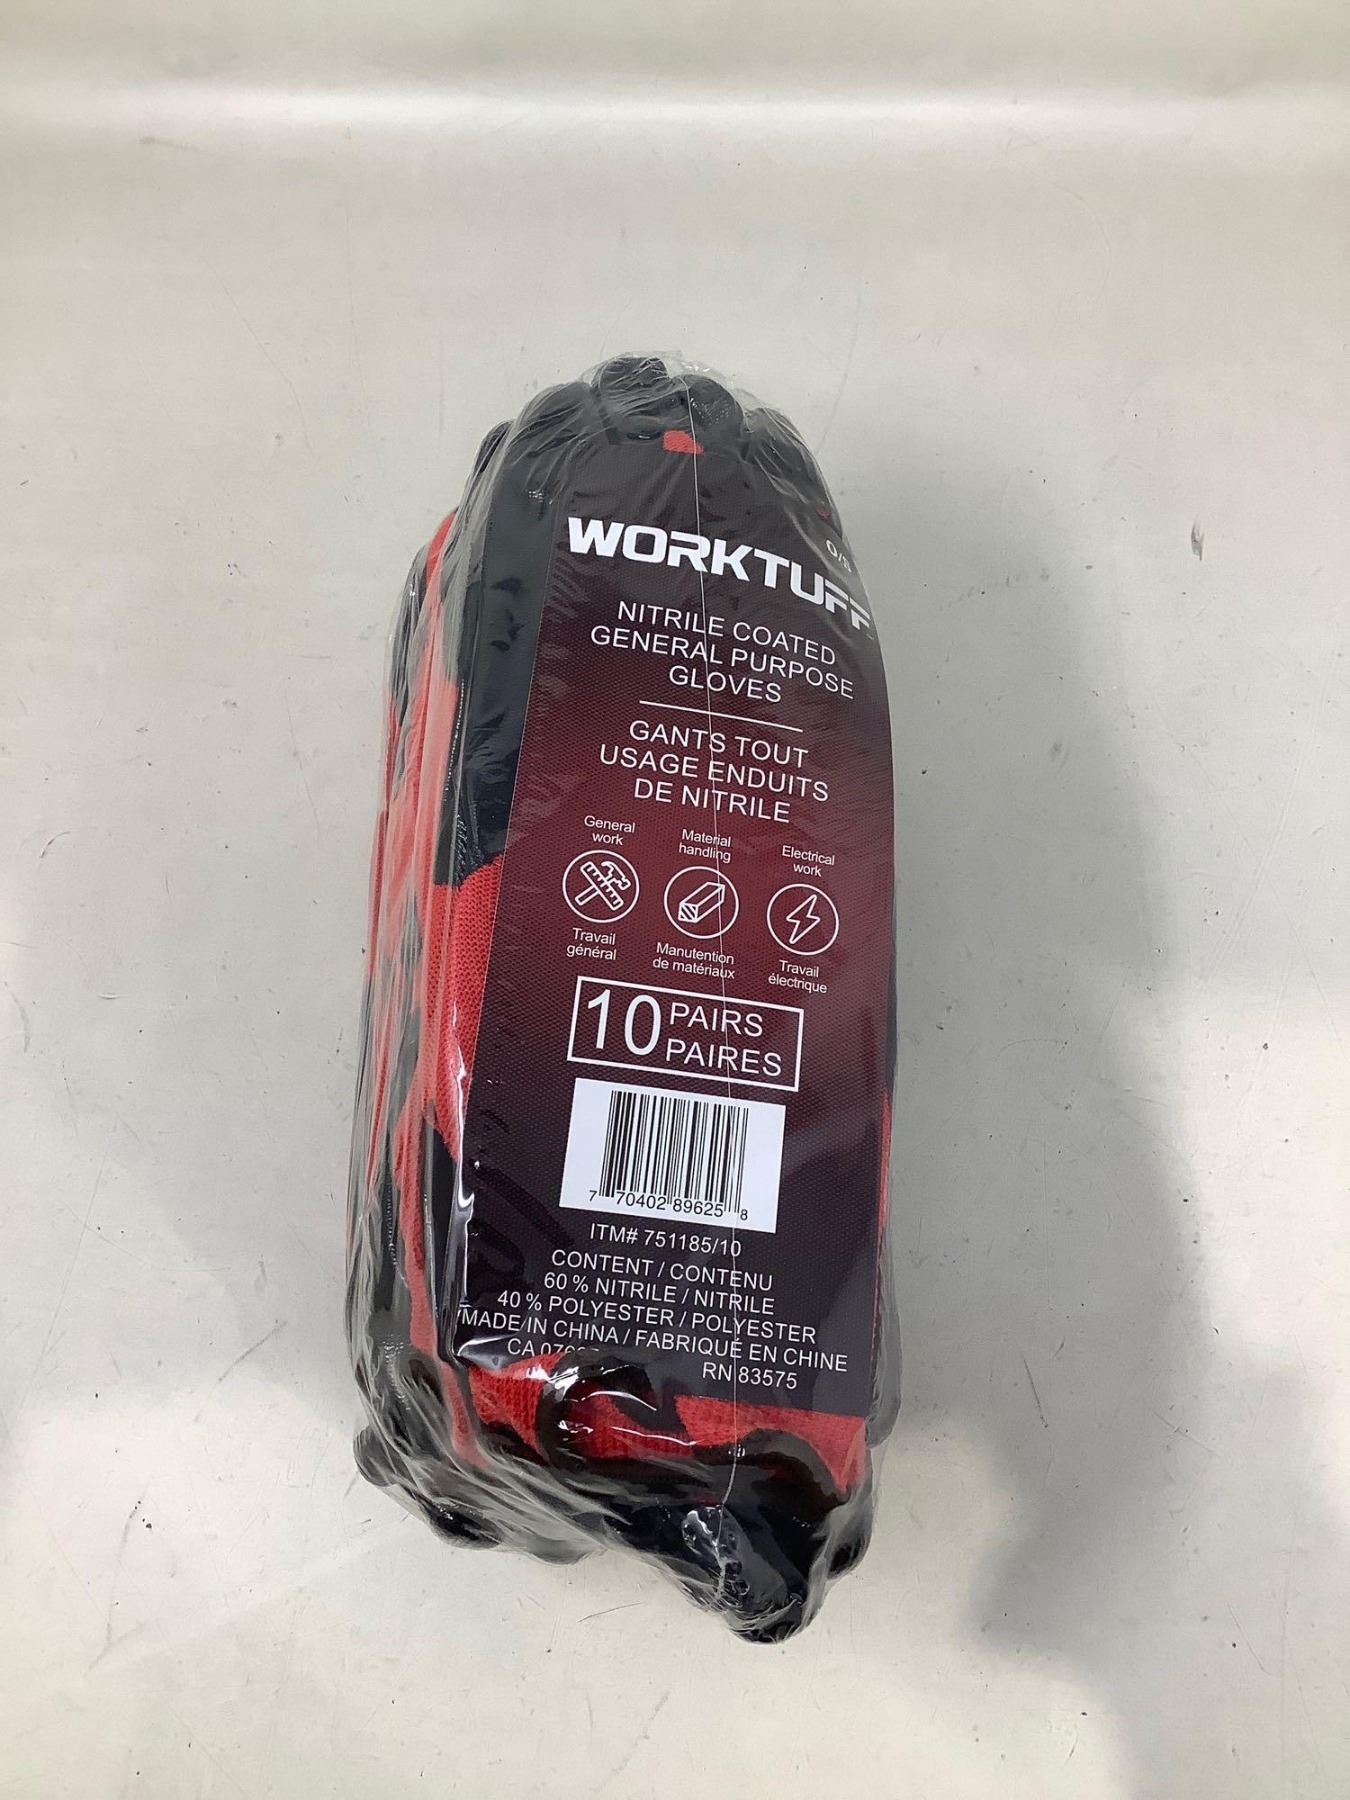 WORKTUFF
O/S
NITRILE COATED
GENERAL PURPOSE
GLOVES
GANTS TOUT
USAGE ENDUITS
DE NITRILE
General
work
Travail
général
Material
handling
Manutention
de matériaux
Electrical
work
Travail
électrique
10 PAIRS
PAIRES
7 70402 89625 8
ITM# 751185/10
CONTENT / CONTENU
60 % NITRILE / NITRILE
40 % POLYESTER / POLYESTER
MADE IN CHINA / FABRIQUÉ EN CHINE
CA
RN 83575